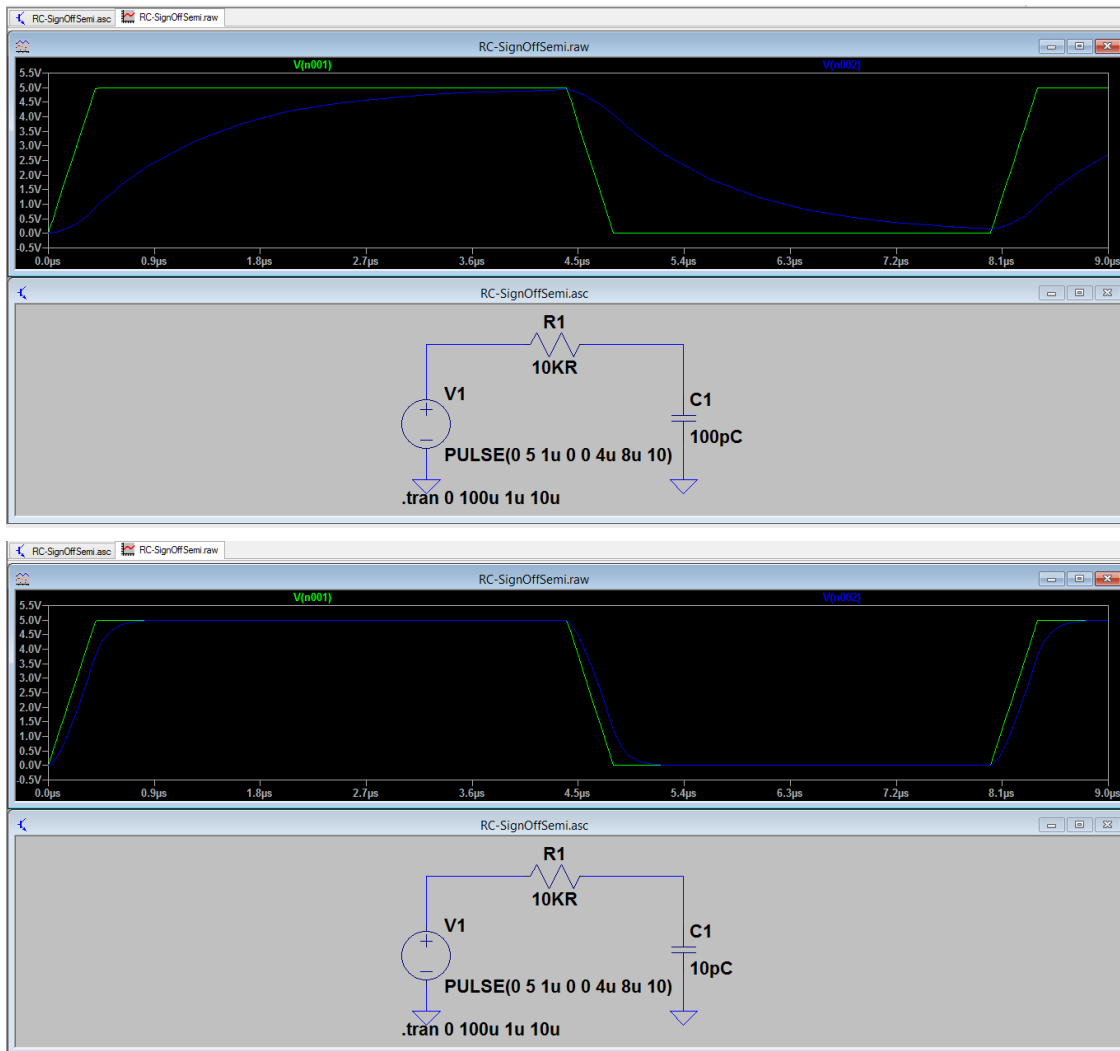 RC-SignOffSemi.asc RC-SignOffSemi.raw
RC-SignOffSemi.raw
V(n001) V(n002)
5.5V
5.0V
4.5V
4.0V
3.5V
3.0V
2.5V
2.0V
1.5V
1.0V
0.5V
0.0V
-0.5V
0.0µs 0.9µs 1.8µs 2.7µs 3.6µs 4.5µs 5.4µs 6.3µs 7.2µs 8.1µs 9.0µs
RC-SignOffSemi.asc
R1
10KR
V1
C1
100pC
PULSE(0 5 1u 0 0 4u 8u 10)
.tran 0 100u 1u 10u
RC-SignOffSemi.asc RC-SignOffSemi.raw
RC-SignOffSemi.raw
V(n001) V(n002)
5.5V
5.0V
4.5V
4.0V
3.5V
3.0V
2.5V
2.0V
1.5V
1.0V
0.5V
0.0V
-0.5V
0.0µs 0.9µs 1.8µs 2.7µs 3.6µs 4.5µs 5.4µs 6.3µs 7.2µs 8.1µs 9.0µs
RC-SignOffSemi.asc
R1
10KR
V1
C1
10pC
PULSE(0 5 1u 0 0 4u 8u 10)
.tran 0 100u 1u 10u